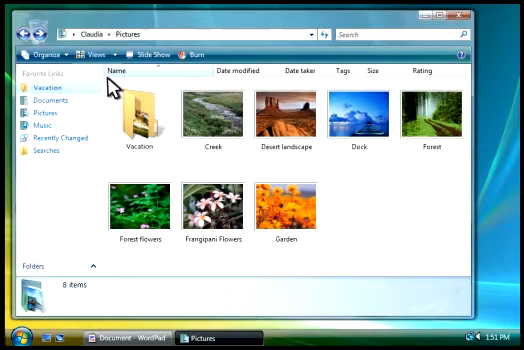 Claudia Pictures
Search
Organize Views Slide Show Burn
Favorite Links
Name Date modified Date taken Tags Size Rating
Vacation
Documents
Pictures
Music
Recently Changed
Searches
Vacation Creek Desert landscape Dock Forest
Forest flowers Frangipani Flowers Garden
Folders
8 items
Document - WordPad Pictures 1:51 PM